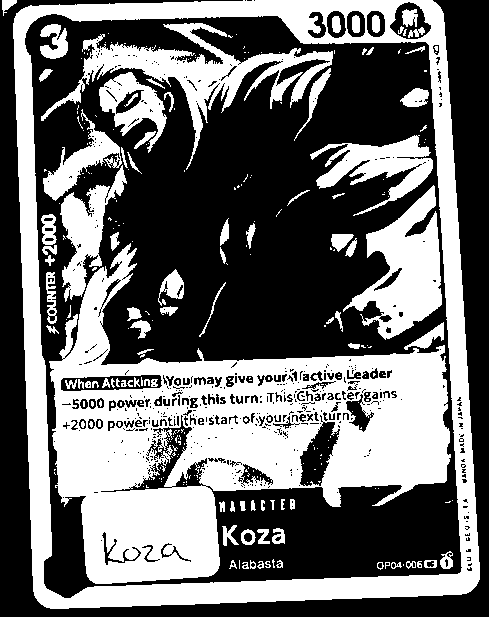 3
3000
COUNTER +2000
When Attacking You may give your 1 active Leader
−5000 power during this turn: This Character gains
+2000 power until the start of your next turn.
CHARACTER
Koza
Koza
Alabasta
OP04-006 UC 1